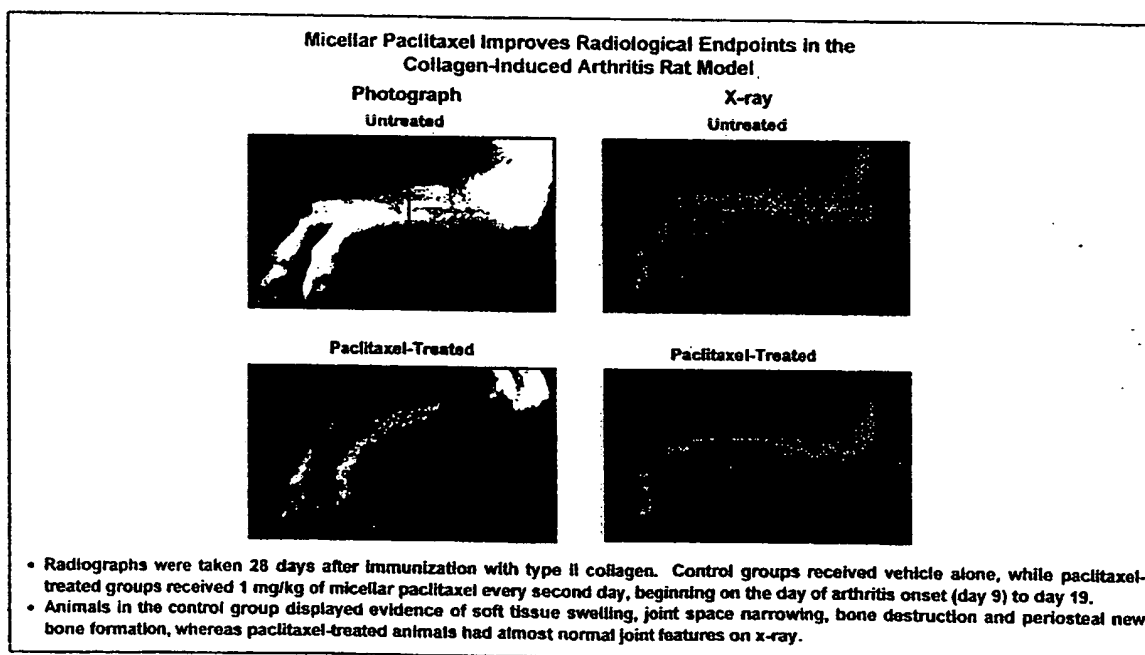 Micellar Paclitaxel Improves Radiological Endpoints in the
Collagen-Induced Arthritis Rat Model
Photograph
X-ray
Untreated
Untreated
Paclitaxel-Treated
Paclitaxel-Treated
• Radiographs were taken 28 days after immunization with type II collagen. Control groups received vehicle alone, while paclitaxel-
treated groups received 1 mg/kg of micellar paclitaxel every second day, beginning on the day of arthritis onset (day 9) to day 19.
• Animals in the control group displayed evidence of soft tissue swelling, joint space narrowing, bone destruction and periosteal new
bone formation, whereas paclitaxel-treated animals had almost normal joint features on x-ray.